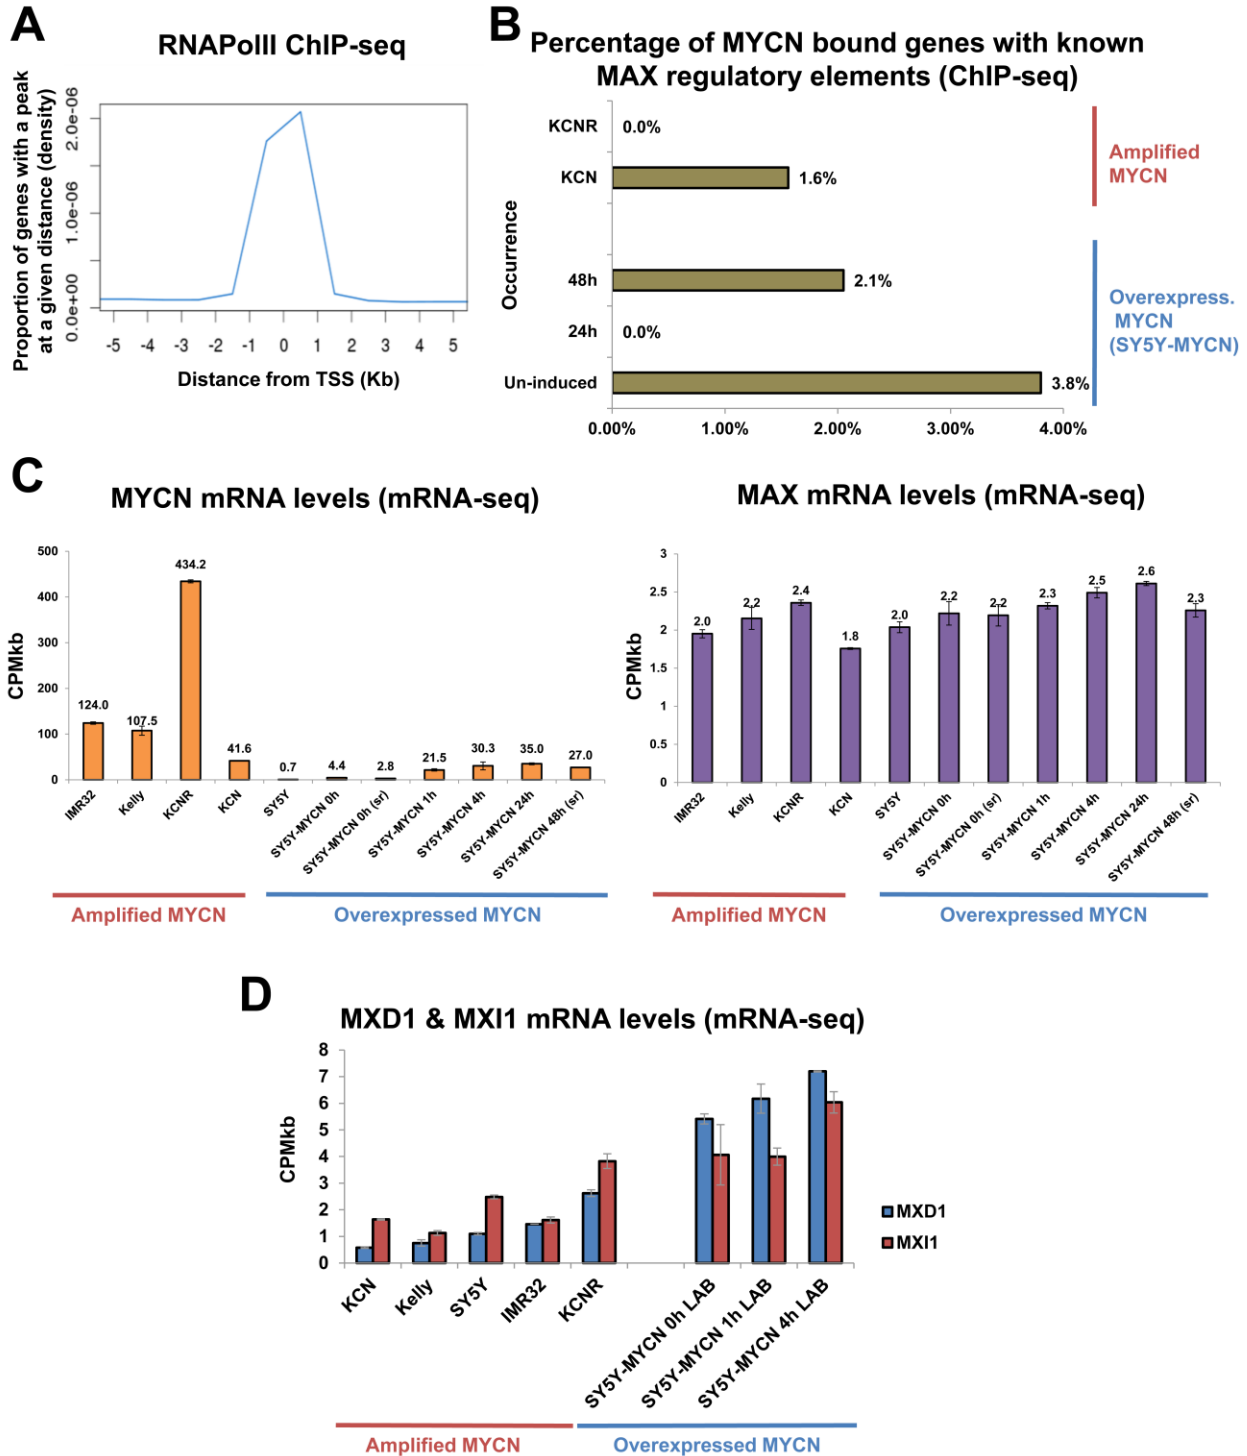 A
RNAPolII ChIP-seq
Proportion of genes with a peak
at a given distance (density)
2.0e-06
1.0e-06
0.0e+00
-5 -4 -3 -2 -1 0 1 2 3 4 5
Distance from TSS (Kb)
B
Percentage of MYCN bound genes with known
MAX regulatory elements (ChIP-seq)
Occurrence
KCNR 0.0%
KCN 1.6%
48h 2.1%
24h 0.0%
Un-induced 3.8%
0.00% 1.00% 2.00% 3.00% 4.00%
Amplified
MYCN
Overexpress.
MYCN
(SY5Y-MYCN)
C
MYCN mRNA levels (mRNA-seq)
CPMkb
500
400
300
200
100
0
124.0 107.5 434.2 41.6 0.7 4.4 2.8 21.5 30.3 35.0 27.0
IMR32 Kelly KCNR KCN SY5Y SY5Y-MYCN 0h SY5Y-MYCN 0h (sr) SY5Y-MYCN 1h SY5Y-MYCN 4h SY5Y-MYCN 24h SY5Y-MYCN 48h (sr)
Amplified MYCN Overexpressed MYCN
MAX mRNA levels (mRNA-seq)
CPMkb
3
2.5
2
1.5
1
0.5
0
2.0 2.2 2.4 1.8 2.0 2.2 2.2 2.3 2.5 2.6 2.3
IMR32 Kelly KCNR KCN SY5Y SY5Y-MYCN 0h SY5Y-MYCN 0h (sr) SY5Y-MYCN 1h SY5Y-MYCN 4h SY5Y-MYCN 24h SY5Y-MYCN 48h (sr)
Amplified MYCN Overexpressed MYCN
D
MXD1 & MXI1 mRNA levels (mRNA-seq)
CPMkb
8
7
6
5
4
3
2
1
0
KCN Kelly SY5Y IMR32 KCNR SY5Y-MYCN 0h LAB SY5Y-MYCN 1h LAB SY5Y-MYCN 4h LAB
MXD1
MXI1
Amplified MYCN Overexpressed MYCN